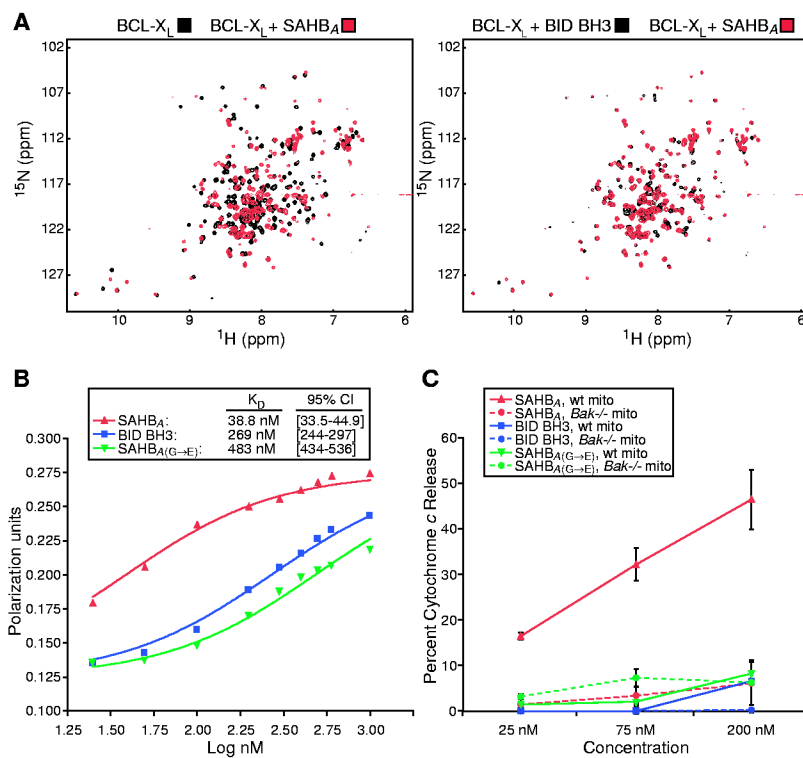 A
BCL-XL BCL-XL + SAHBA
BCL-XL + BID BH3 BCL-XL + SAHBA
102
107
112
117
122
127
15N (ppm)
10 9 8 7 6
1H (ppm)
102
107
112
117
122
127
15N (ppm)
10 9 8 7 6
1H (ppm)
B
KD 95% CI
SAHBA: 38.8 nM [33.5-44.9]
BID BH3: 269 nM [244-297]
SAHBA(G→E): 483 nM [434-536]
0.300
0.275
0.250
0.225
0.200
0.175
0.150
0.125
0.100
Polarization units
1.25 1.50 1.75 2.00 2.25 2.50 2.75 3.00
Log nM
C
SAHBA, wt mito
SAHBA, Bak-/- mito
BID BH3, wt mito
BID BH3, Bak-/- mito
SAHBA(G→E), wt mito
SAHBA(G→E), Bak-/- mito
60
50
40
30
20
10
0
Percent Cytochrome c Release
25 nM 75 nM 200 nM
Concentration